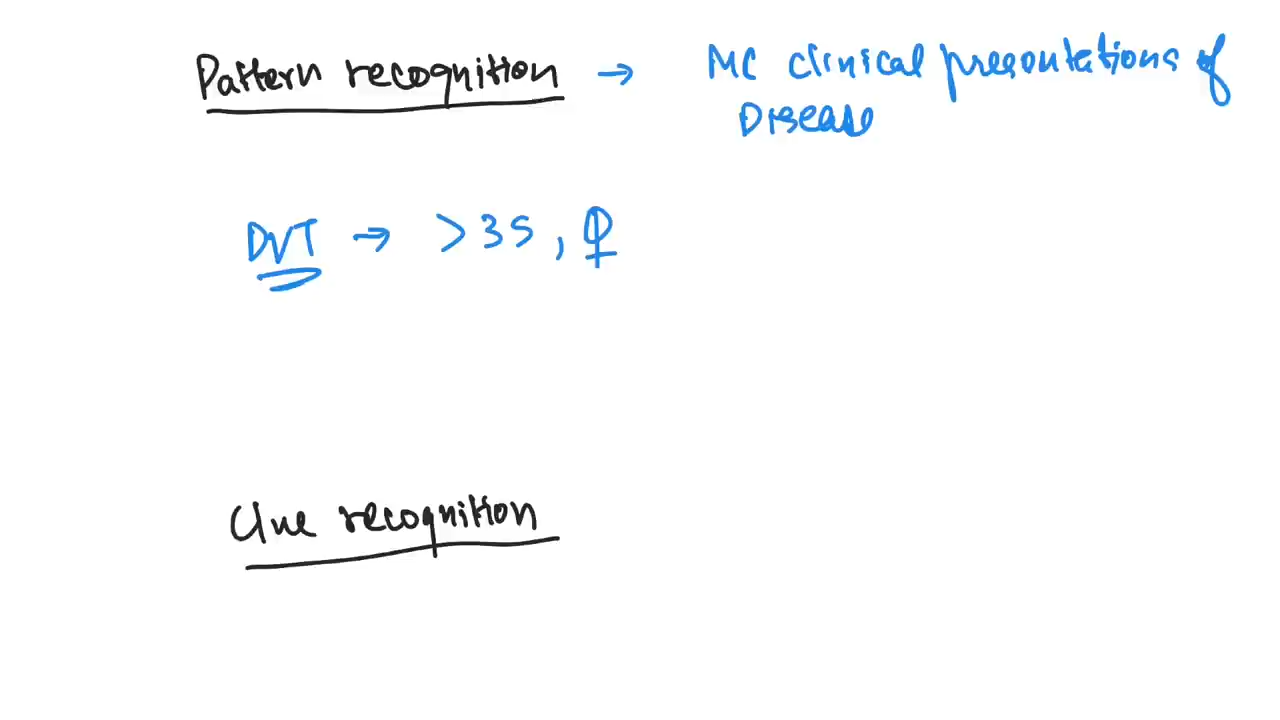 Pattern recognition → MC clinical presentations of
Disease
DVT → >35, ♀
Clue recognition